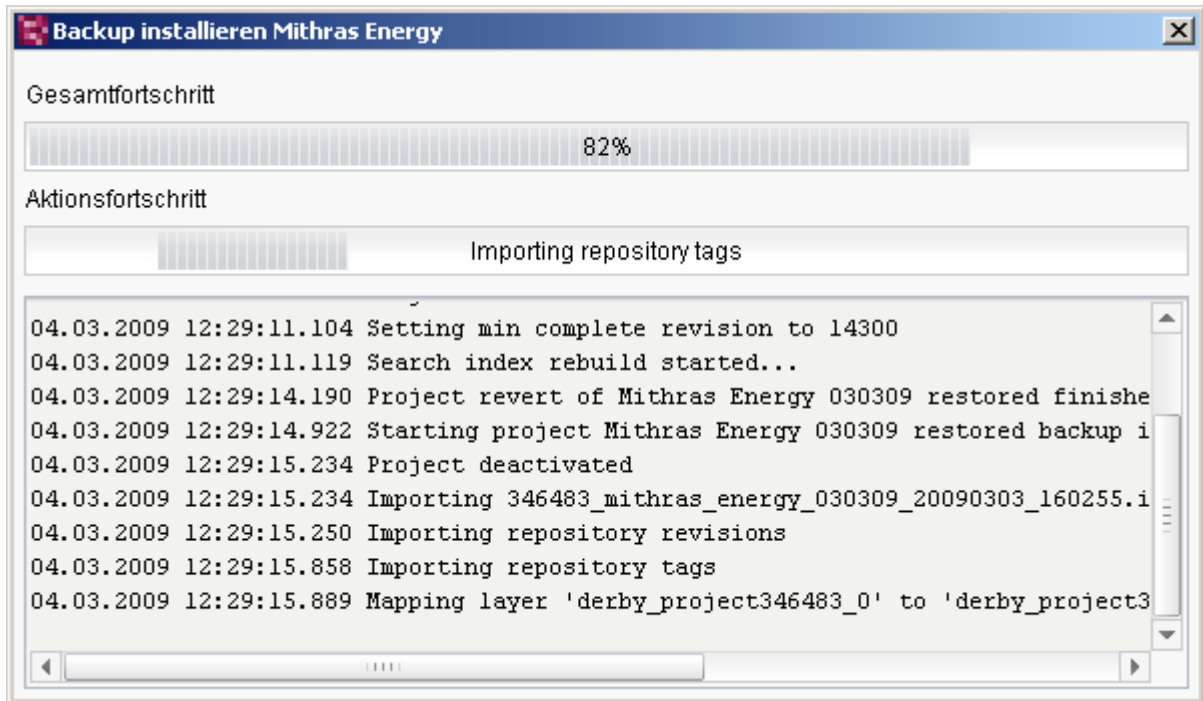 Backup installieren Mithras Energy
Gesamtfortschritt
82%
Aktionsfortschritt
Importing repository tags
04.03.2009 12:29:11.104 Setting min complete revision to 14300
04.03.2009 12:29:11.119 Search index rebuild started...
04.03.2009 12:29:14.190 Project revert of Mithras Energy 030309 restored finishe
04.03.2009 12:29:14.922 Starting project Mithras Energy 030309 restored backup i
04.03.2009 12:29:15.234 Project deactivated
04.03.2009 12:29:15.234 Importing 346483_mithras_energy_030309_20090303_160255.i
04.03.2009 12:29:15.250 Importing repository revisions
04.03.2009 12:29:15.858 Importing repository tags
04.03.2009 12:29:15.889 Mapping layer 'derby_project346483_0' to 'derby_project3